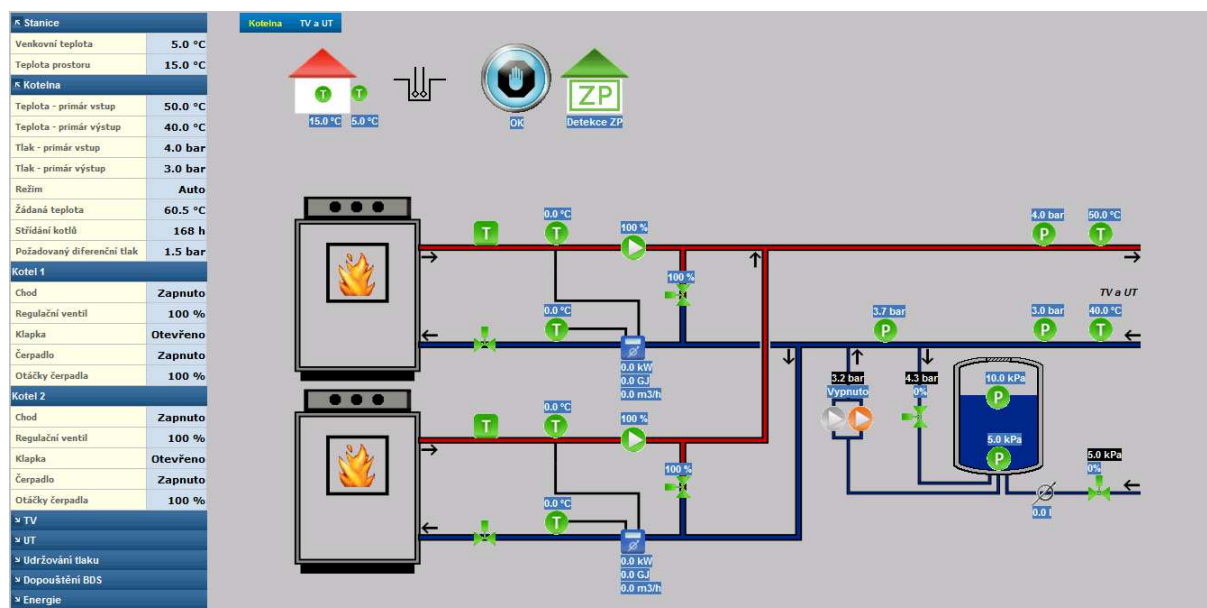 Stanice
Venkovní teplota 5.0 °C
Teplota prostoru 15.0 °C
Kotelna
Teplota - primár vstup 50.0 °C
Teplota - primár výstup 40.0 °C
Tlak - primár vstup 4.0 bar
Tlak - primár výstup 3.0 bar
Režim Auto
Žádaná teplota 60.5 °C
Střídání kotlů 168 h
Požadovaný diferenční tlak 1.5 bar
Kotel 1
Chod Zapnuto
Regulační ventil 100 %
Klapka Otevřeno
Čerpadlo Zapnuto
Otáčky čerpadla 100 %
Kotel 2
Chod Zapnuto
Regulační ventil 100 %
Klapka Otevřeno
Čerpadlo Zapnuto
Otáčky čerpadla 100 %
TV
UT
Udržování tlaku
Dopouštění BDS
Energie
Kotelna TV a UT
T T
ZP
15.0 °C 5.0 °C OK Detekce ZP
0.0 °C 100 % 4.0 bar 50.0 °C
T T P T
100 %
TV a UT
0.0 °C 3.7 bar 3.0 bar 40.0 °C
T P P T
0.0 kW
0.0 GJ
0.0 m3/h
3.2 bar 4.3 bar 10.0 kPa
Vypnuto 0% P
0.0 °C 100 %
T T
5.0 kPa
P
5.0 kPa
0%
100 %
0.0 °C
T
0.0 l
0.0 kW
0.0 GJ
0.0 m3/h